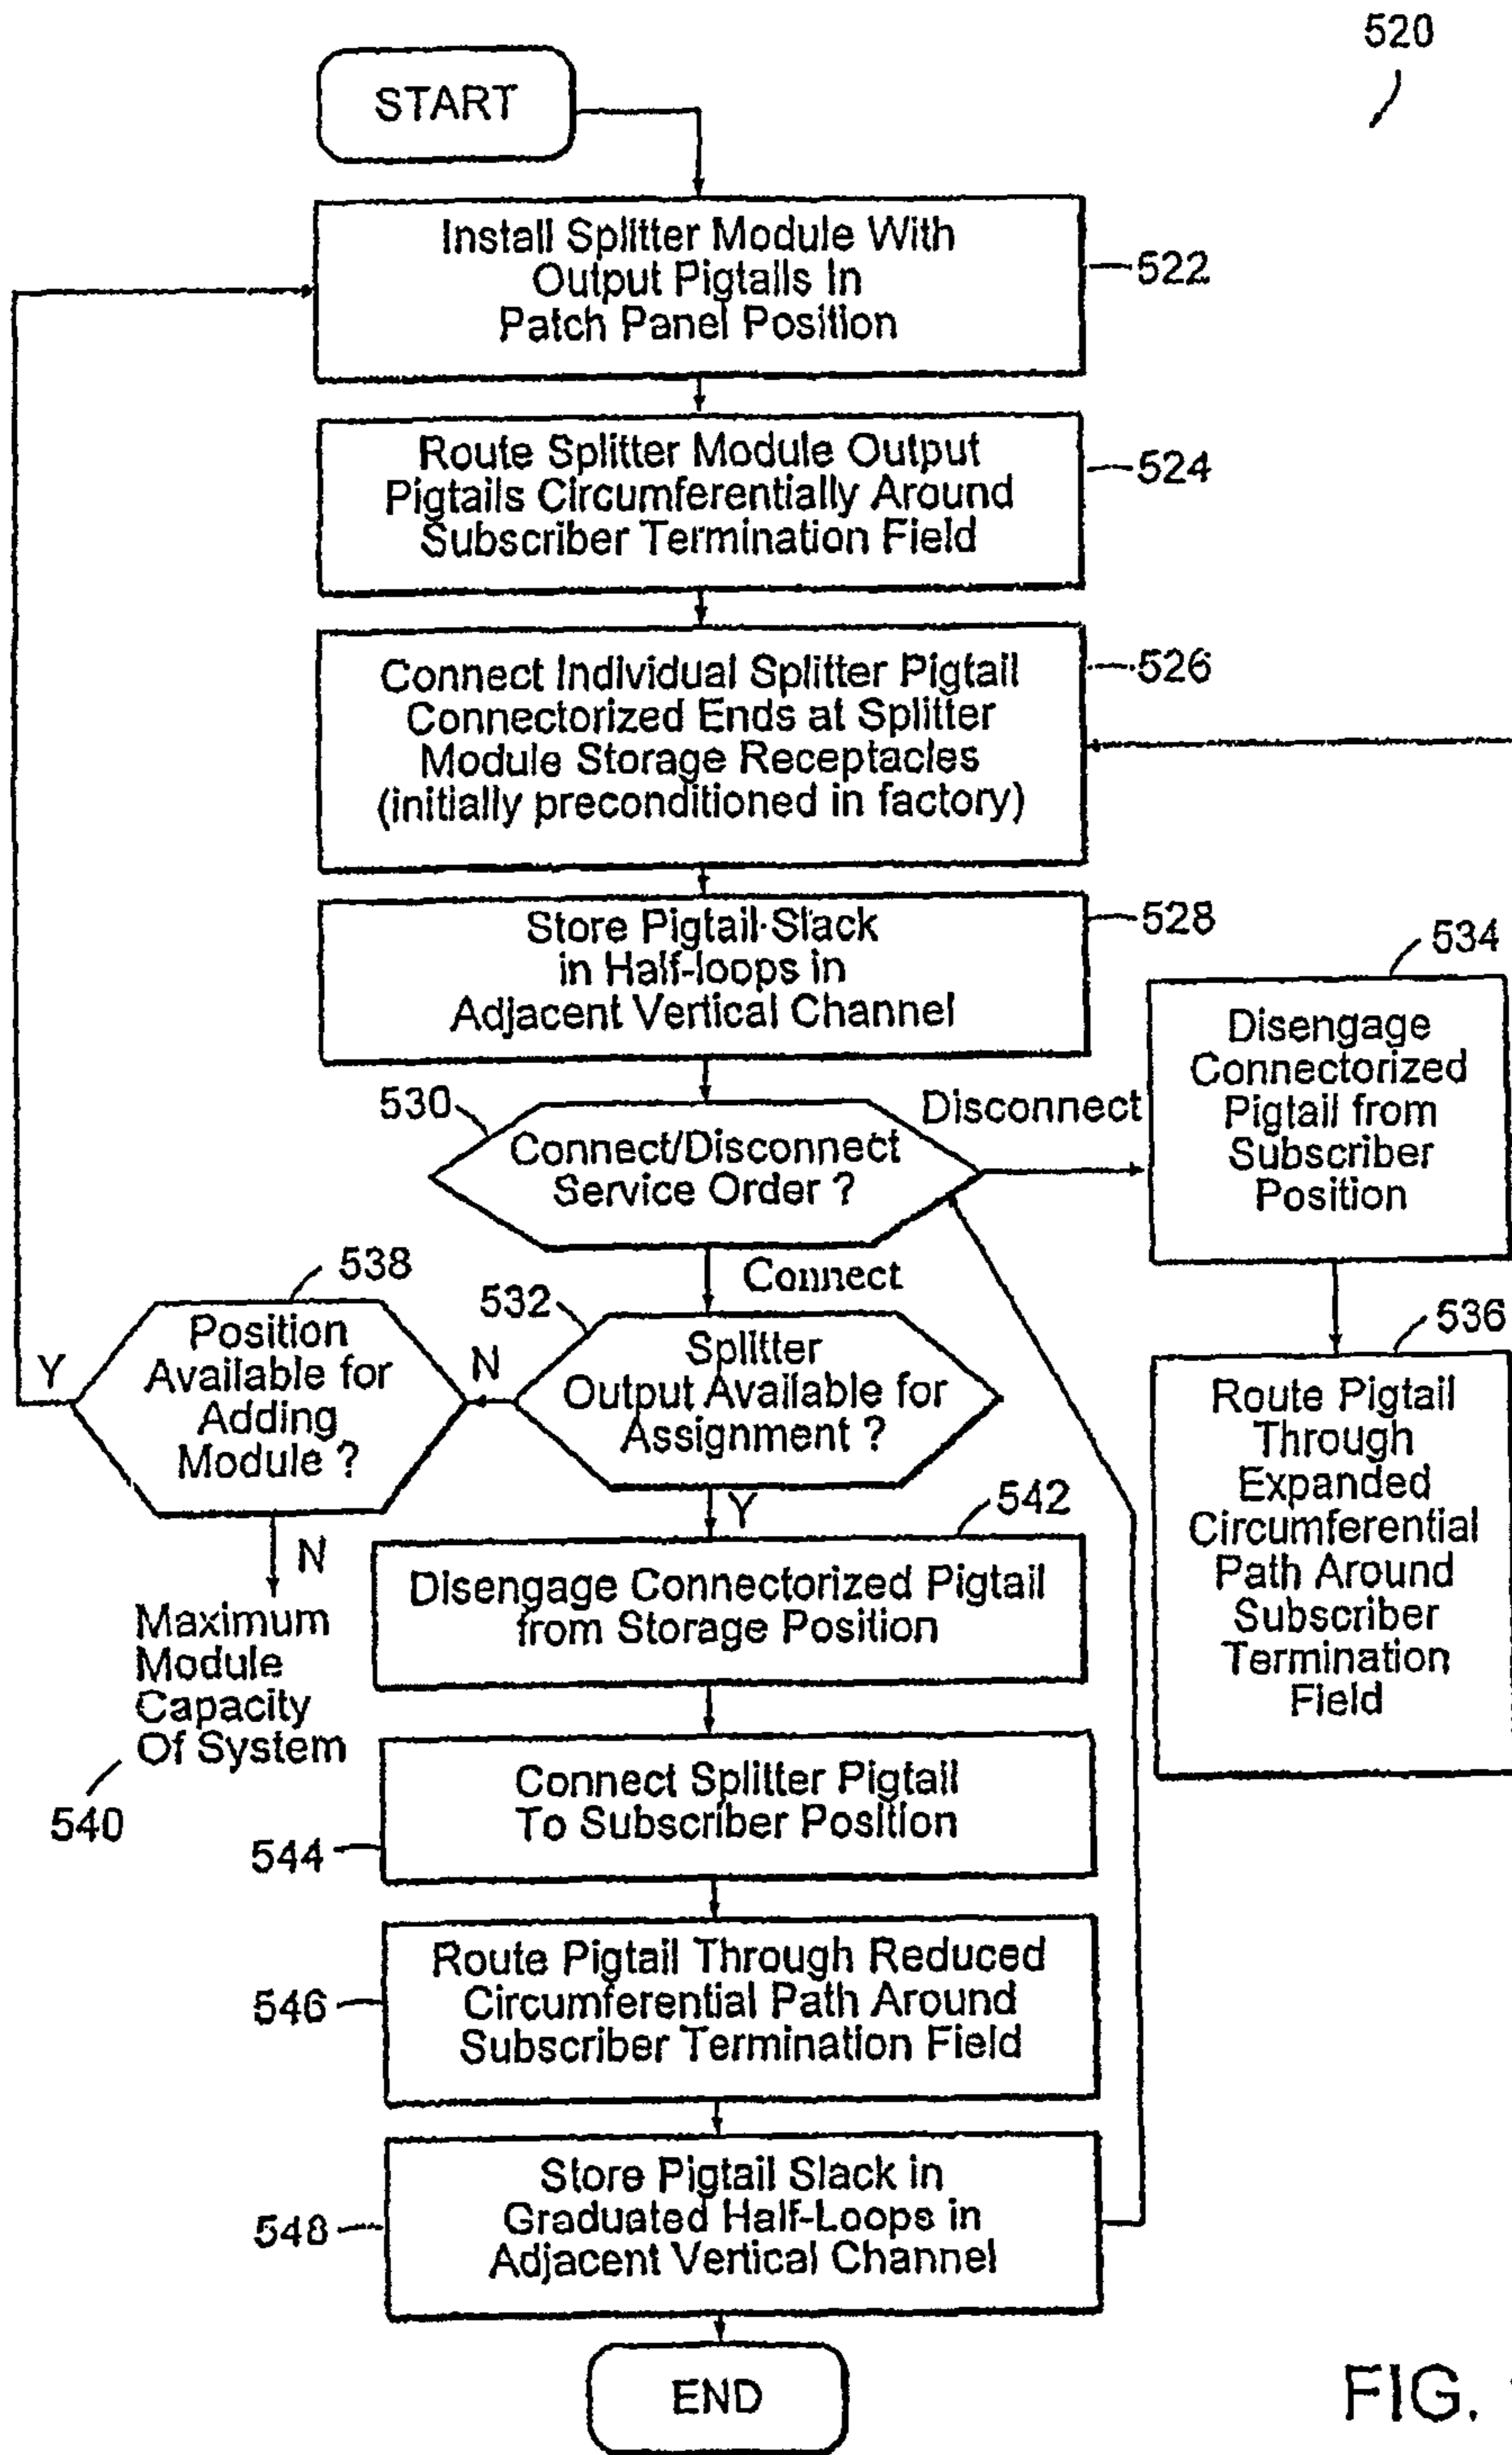 520
START
Install Splitter Module With
Output Pigtails In
Patch Panel Position
522
Route Splitter Module Output
Pigtails Circumferentially Around
Subscriber Termination Field
524
Connect Individual Splitter Pigtail
Connectorized Ends at Splitter
Module Storage Receptacles
(initially preconditioned in factory)
526
Store Pigtail Slack
in Half-loops in
Adjacent Vertical Channel
528
530
Connect/Disconnect
Service Order ?
Disconnect
534
Disengage
Connectorized
Pigtail from
Subscriber
Position
536
Route Pigtail
Through
Expanded
Circumferential
Path Around
Subscriber
Termination
Field
Connect
532
Splitter
Output Available for
Assignment ?
N
538
Position
Available for
Adding
Module ?
Y
N
Maximum
Module
Capacity
Of System
540
Y
542
Disengage Connectorized Pigtail
from Storage Position
Connect Splitter Pigtail
To Subscriber Position
544
Route Pigtail Through Reduced
Circumferential Path Around
Subscriber Termination Field
546
Store Pigtail Slack in
Graduated Half-Loops in
Adjacent Vertical Channel
548
END
FIG.